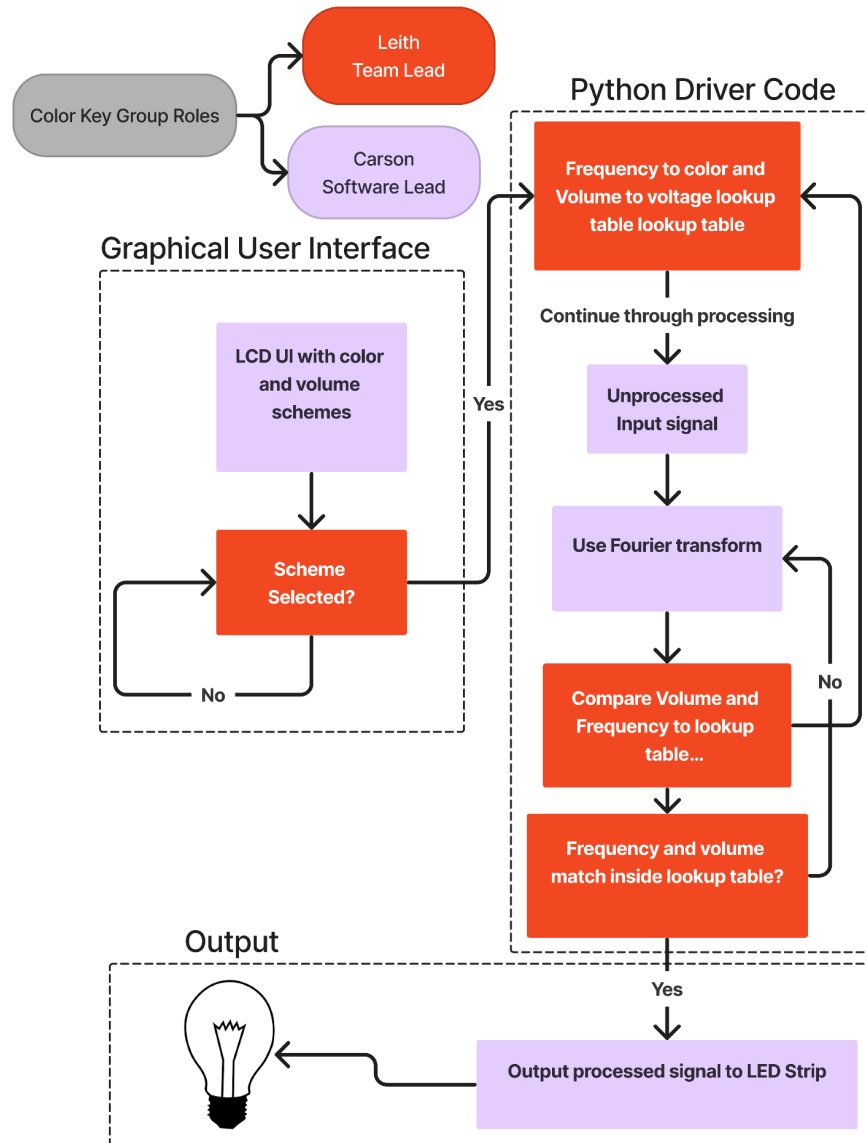 Leith
Team Lead
Color Key Group Roles
Carson
Software Lead
Graphical User Interface
LCD UI with color
and volume
schemes
Scheme
Selected?
No
Yes
Python Driver Code
Frequency to color and
Volume to voltage lookup
table lookup table
Continue through processing
Unprocessed
Input signal
Use Fourier transform
Compare Volume and
Frequency to lookup
table...
No
Frequency and volume
match inside lookup table?
Output
Yes
Output processed signal to LED Strip